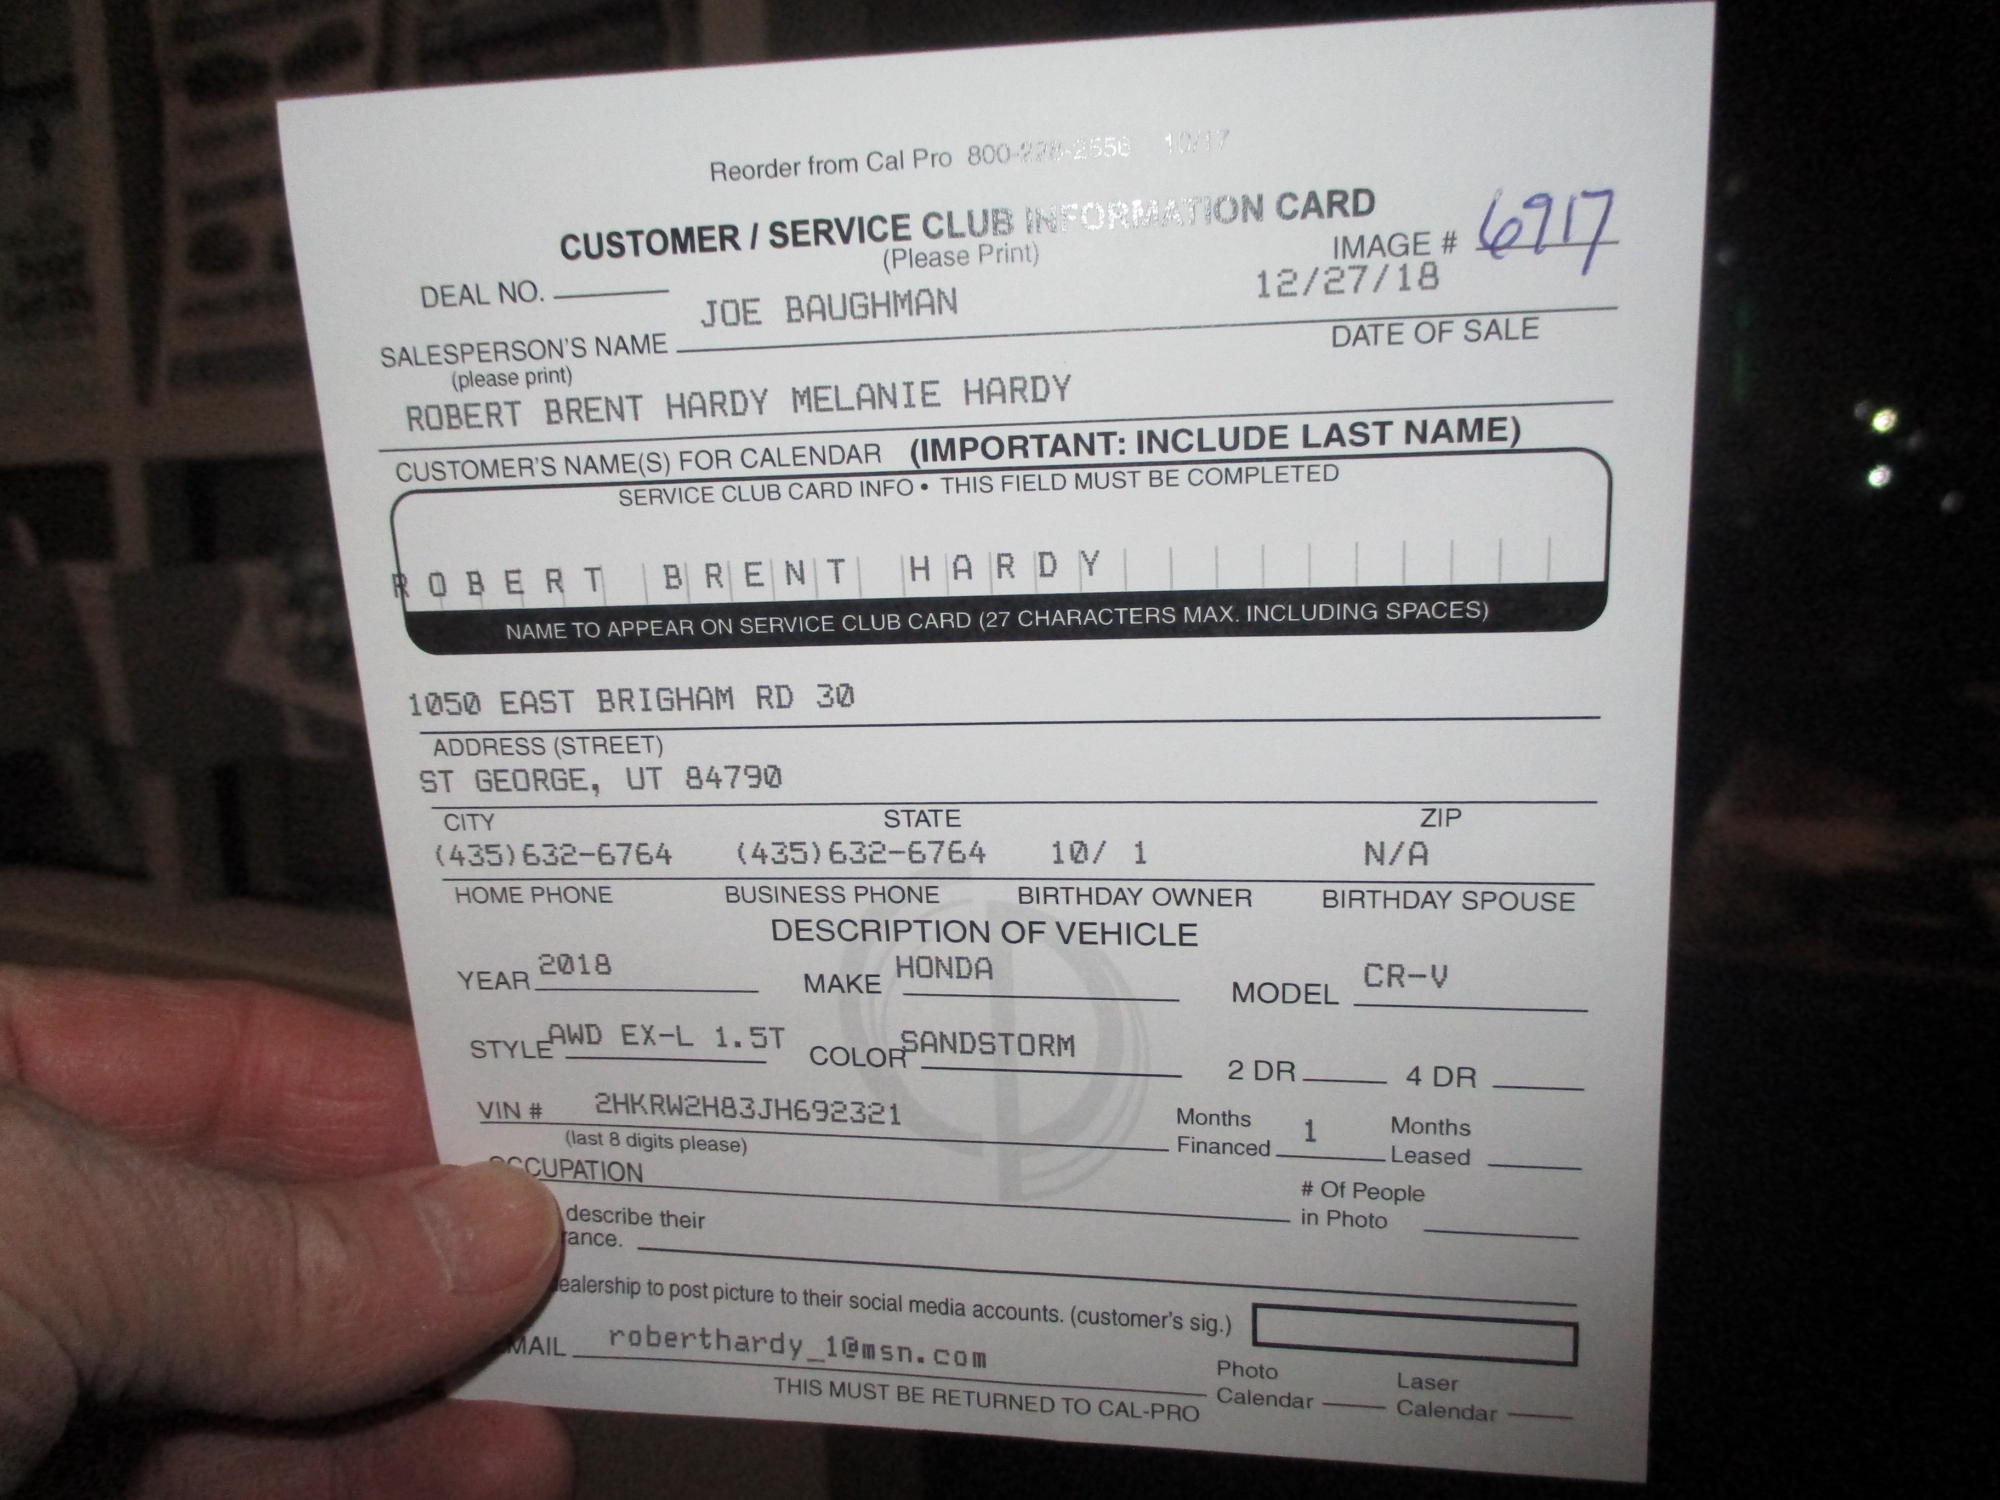 Reorder from Cal Pro 800-228-2556 10/17
CUSTOMER / SERVICE CLUB INFORMATION CARD
(Please Print)
IMAGE # 6917
DEAL NO.
JOE BAUGHMAN 12/27/18
SALESPERSON'S NAME DATE OF SALE
(please print)
ROBERT BRENT HARDY MELANIE HARDY
CUSTOMER'S NAME(S) FOR CALENDAR (IMPORTANT: INCLUDE LAST NAME)
SERVICE CLUB CARD INFO • THIS FIELD MUST BE COMPLETED
ROBERT BRENT HARDY
NAME TO APPEAR ON SERVICE CLUB CARD (27 CHARACTERS MAX. INCLUDING SPACES)
1050 EAST BRIGHAM RD 30
ADDRESS (STREET)
ST GEORGE, UT 84790
CITY STATE ZIP
(435)632-6764 (435)632-6764 10/ 1 N/A
HOME PHONE BUSINESS PHONE BIRTHDAY OWNER BIRTHDAY SPOUSE
DESCRIPTION OF VEHICLE
YEAR 2018 MAKE HONDA MODEL CR-V
STYLE AWD EX-L 1.5T COLOR SANDSTORM 2 DR 4 DR
VIN # 2HKRW2H83JH692321 Months Financed 1 Months Leased
(last 8 digits please)
OCCUPATION # Of People in Photo
describe their
rance.
ealership to post picture to their social media accounts. (customer's sig.)
EMAIL roberthardy_1@msn.com Photo Calendar Laser Calendar
THIS MUST BE RETURNED TO CAL-PRO